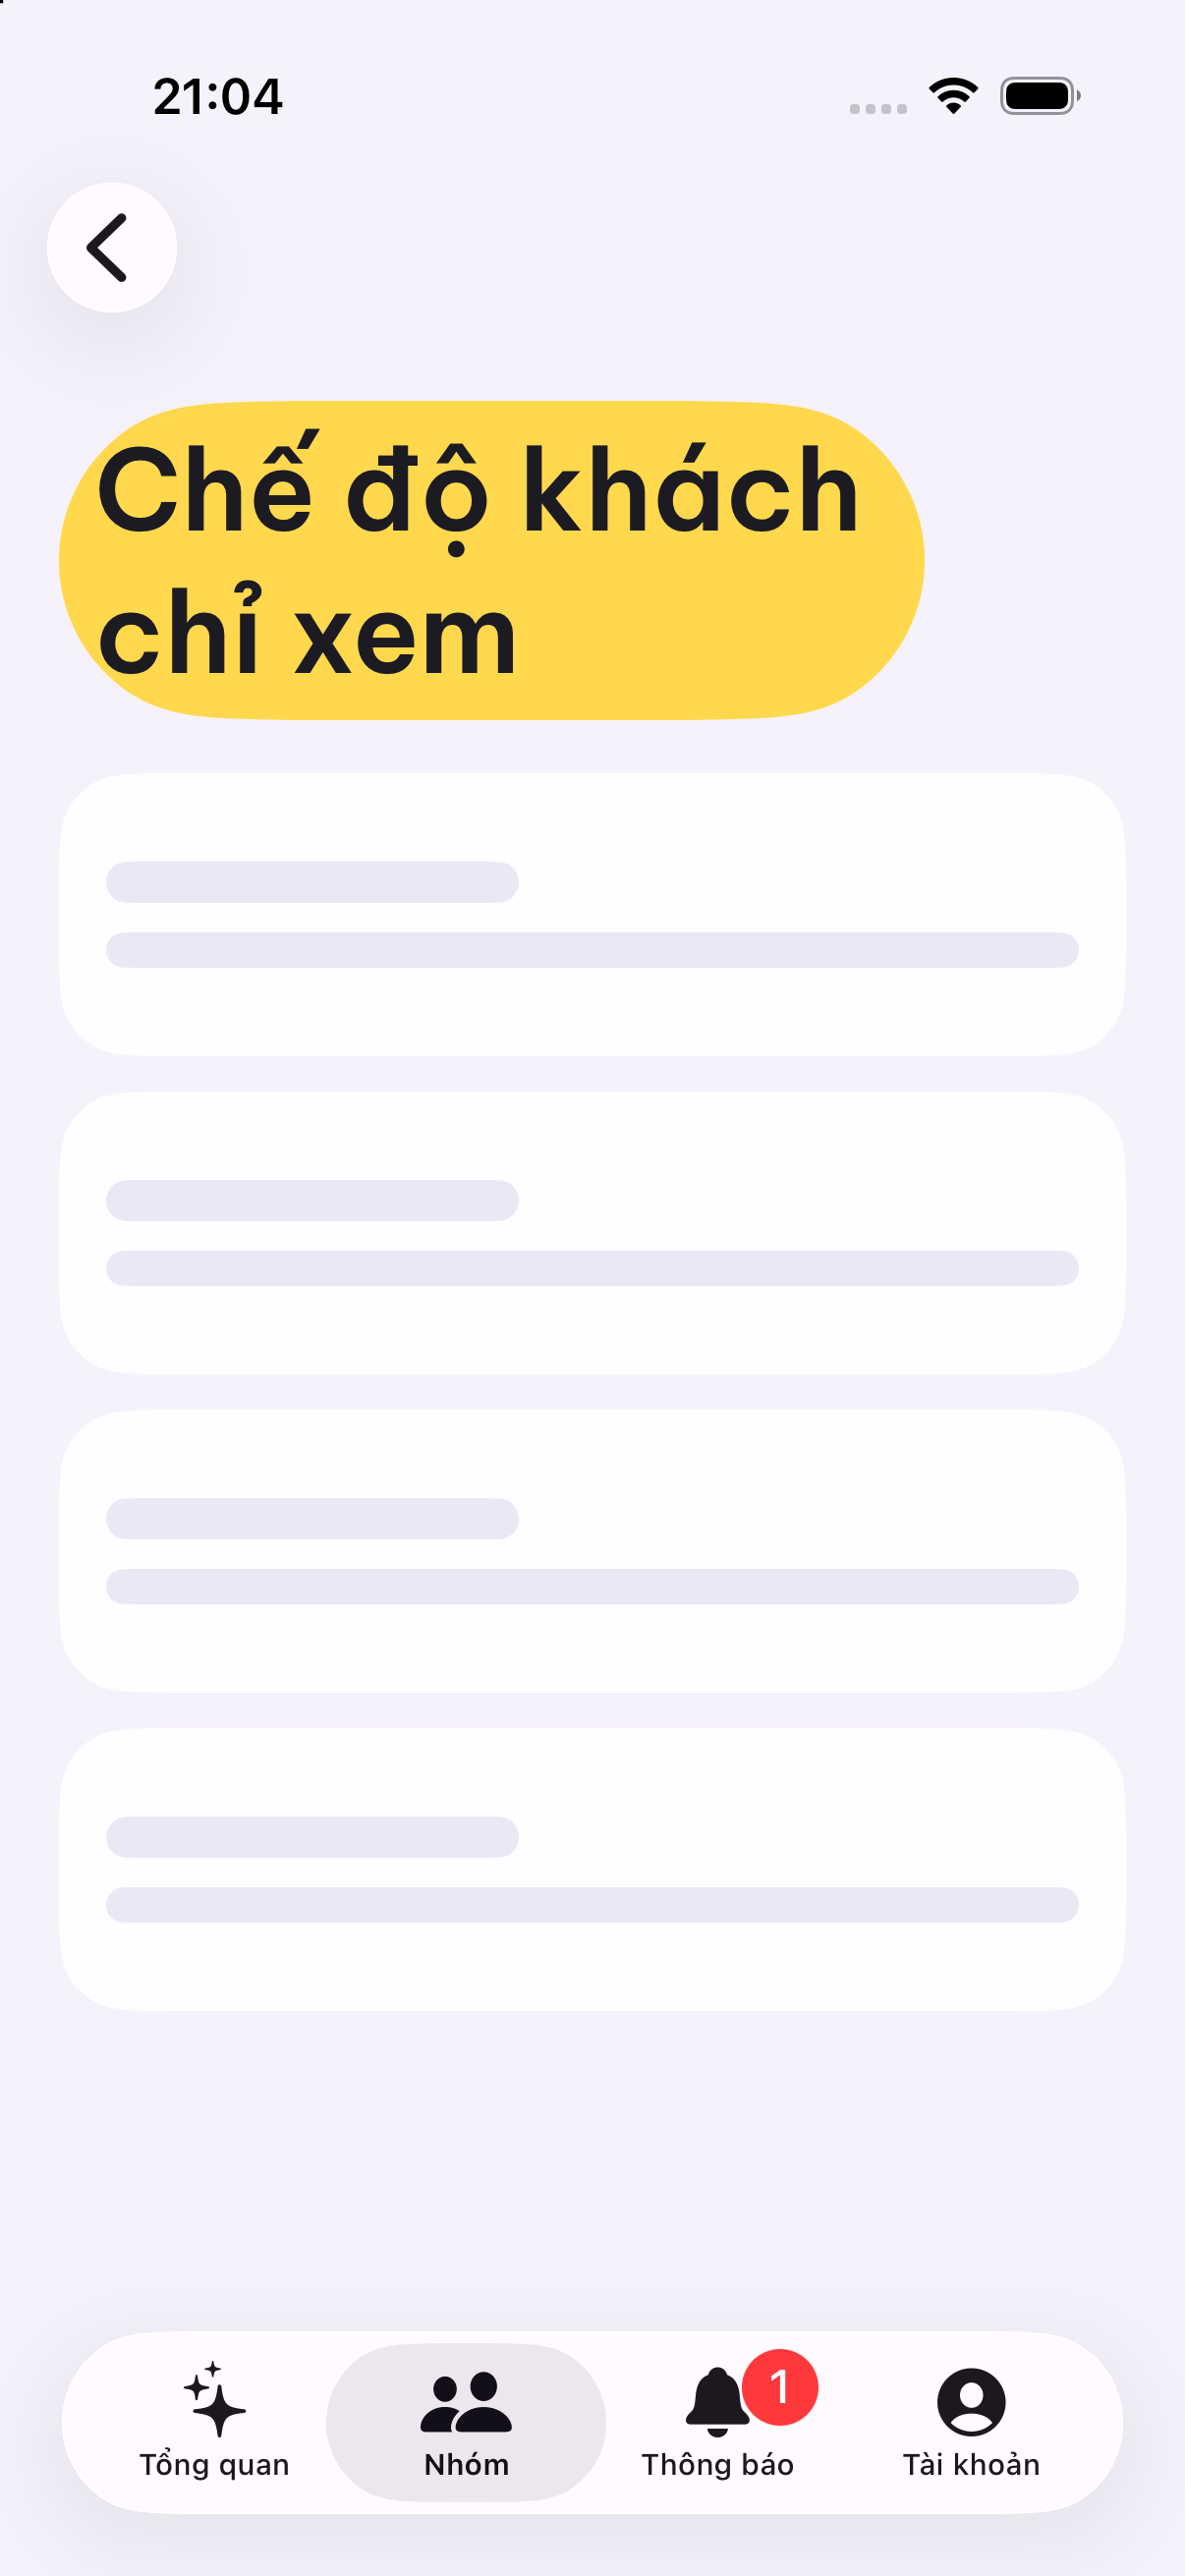 21:04
Chế độ khách
chỉ xem
1
Tổng quan
Nhóm
Thông báo
Tài khoản